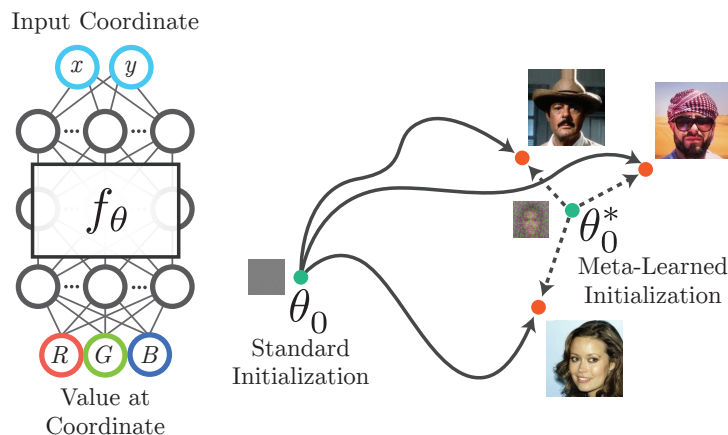 Input Coordinate
x y
f_θ
R G B
Value at
Coordinate
θ_0
Standard
Initialization
θ_0^*
Meta-Learned
Initialization